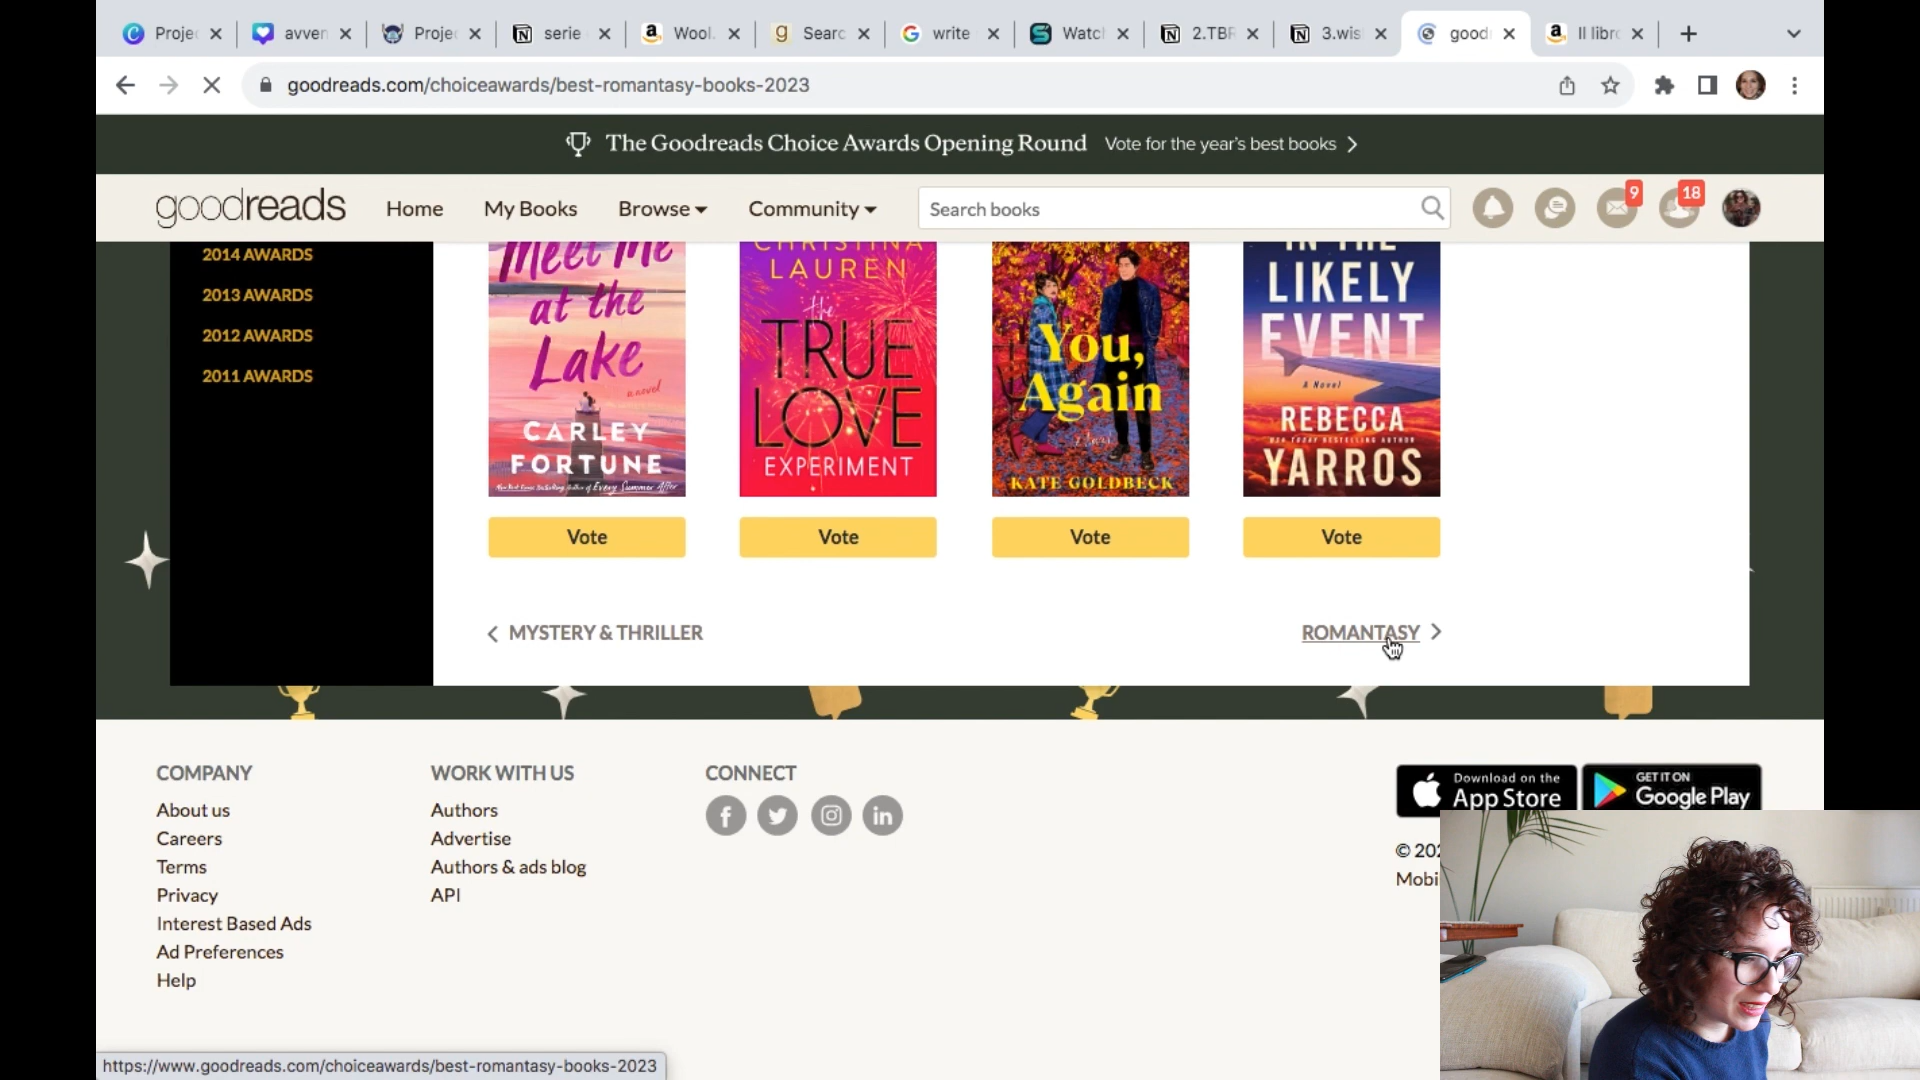 Proje
avven
Proje
serie
Wool.
Searc
write
Watcl
2.TBR
3.wis
good
Il libro
goodreads.com/choiceawards/best-romantasy-books-2023
The Goodreads Choice Awards Opening Round Vote for the year's best books
goodreads
Home
My Books
Browse
Community
Search books
9
18
2014 AWARDS
2013 AWARDS
2012 AWARDS
2011 AWARDS
Meet Me
at the
Lake
a novel
CARLEY
FORTUNE
New York Times Bestselling Author of Every Summer After
CHRISTINA
LAUREN
the
TRUE
LOVE
EXPERIMENT
You,
Again
KATE GOLDBECK
IN THE
LIKELY
EVENT
A Novel
REBECCA
USA TODAY BESTSELLING AUTHOR
YARROS
Vote
Vote
Vote
Vote
MYSTERY & THRILLER
ROMANTASY
COMPANY
About us
Careers
Terms
Privacy
Interest Based Ads
Ad Preferences
Help
WORK WITH US
Authors
Advertise
Authors & ads blog
API
CONNECT
Download on the
App Store
GET IT ON
Google Play
© 202
Mobi
https://www.goodreads.com/choiceawards/best-romantasy-books-2023